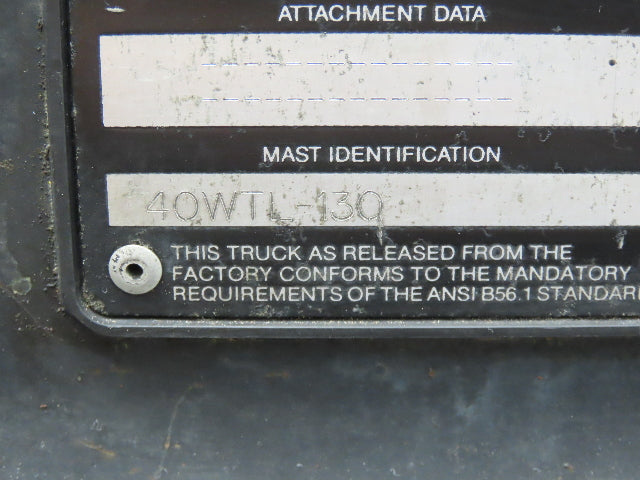 ATTACHMENT DATA
------------------
------------------
MAST IDENTIFICATION
40WTL-130
THIS TRUCK AS RELEASED FROM THE
FACTORY CONFORMS TO THE MANDATORY
REQUIREMENTS OF THE ANSI B56.1 STANDAR